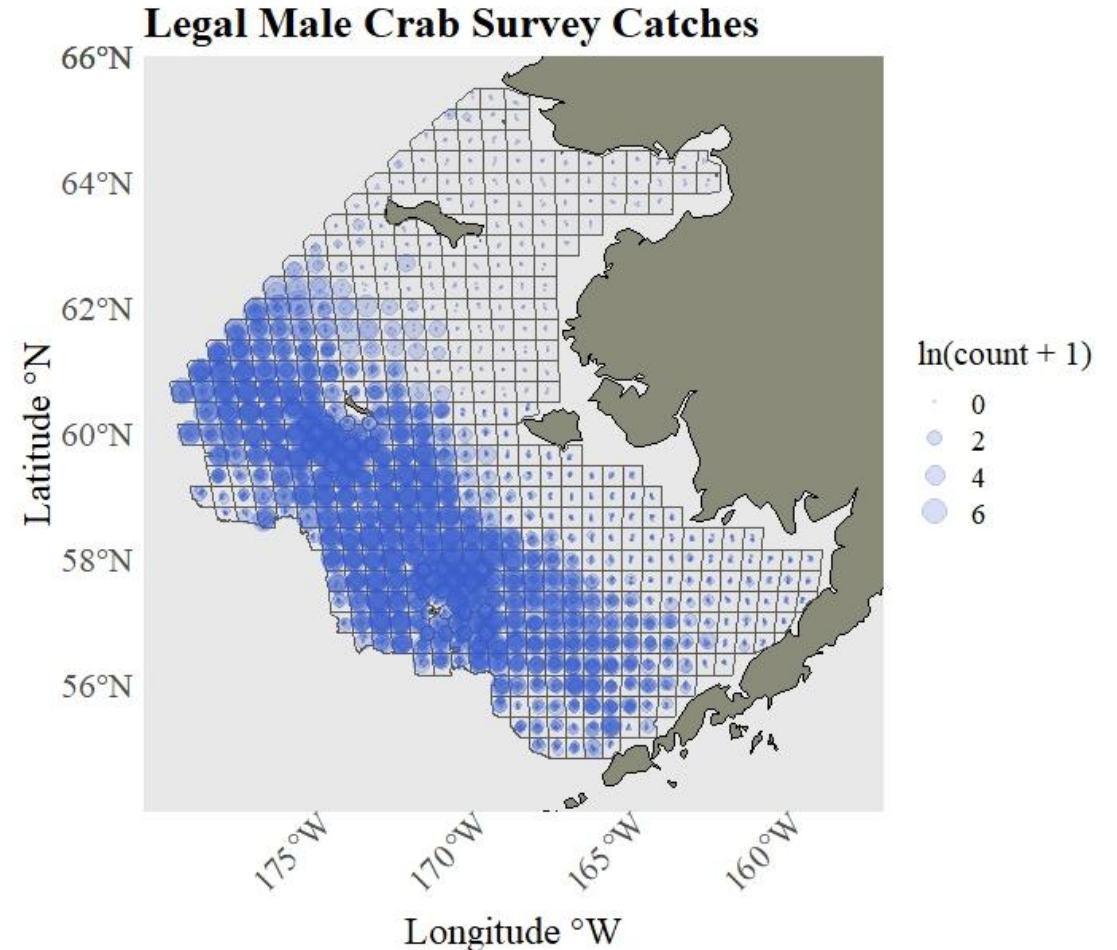 Legal Male Crab Survey Catches
66°N
64°N
62°N
60°N
58°N
56°N
Latitude °N
175°W
170°W
165°W
160°W
Longitude °W
ln(count + 1)
0
2
4
6